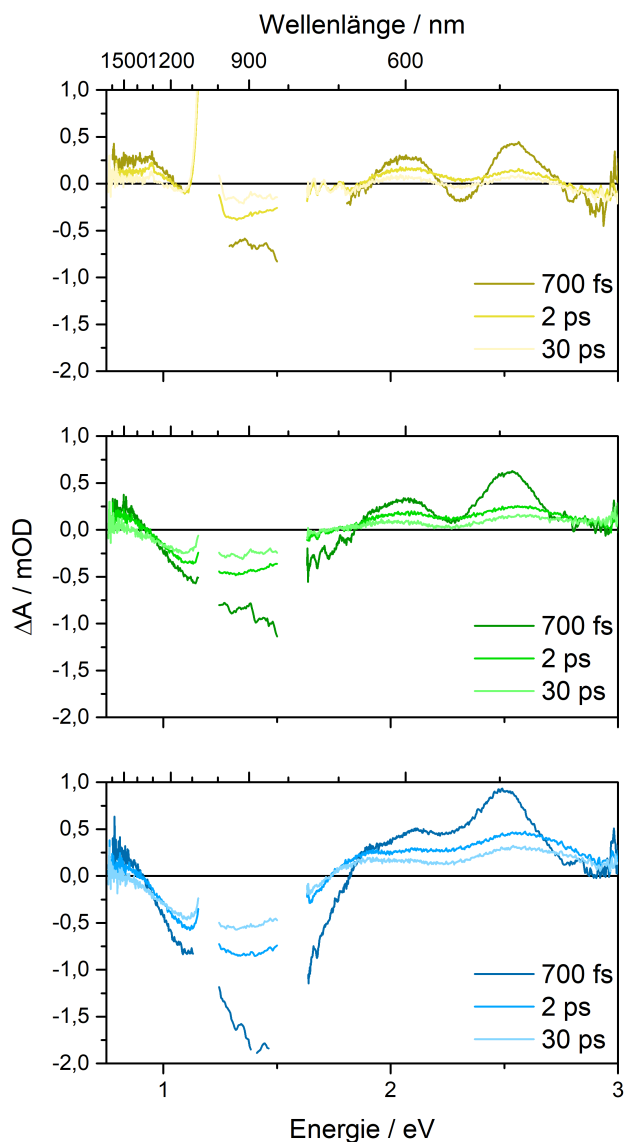 Wellenlänge / nm
1500 1200 900 600
1,0
0,5
0,0
-0,5
-1,0
-1,5
-2,0
700 fs
2 ps
30 ps
1,0
0,5
0,0
-0,5
-1,0
-1,5
-2,0
ΔA / mOD
700 fs
2 ps
30 ps
1,0
0,5
0,0
-0,5
-1,0
-1,5
-2,0
700 fs
2 ps
30 ps
1 2 3
Energie / eV